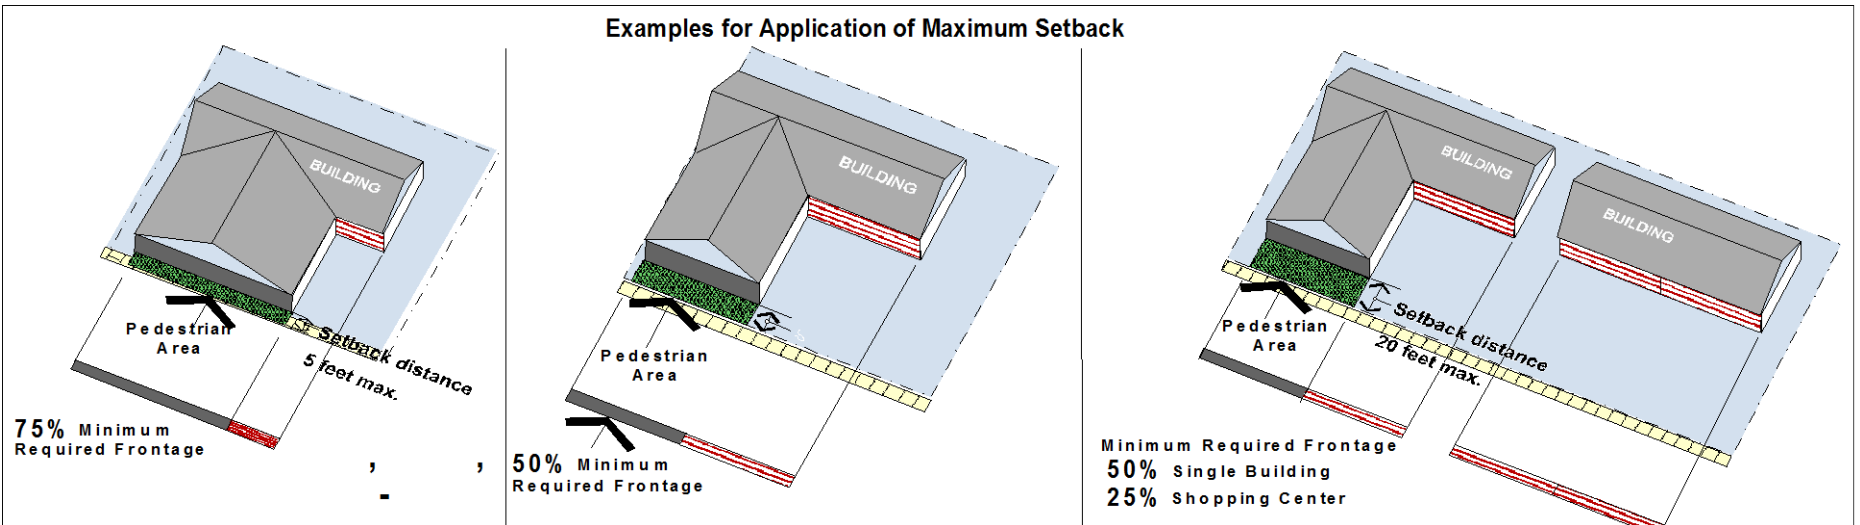 Examples for Application of Maximum Setback
BUILDING
Pedestrian
Area
Setback distance
5 feet max.
75% Minimum
Required Frontage
BUILDING
Pedestrian
Area
50% Minimum
Required Frontage
BUILDING
BUILDING
Pedestrian
Area
Setback distance
20 feet max.
Minimum Required Frontage
50% Single Building
25% Shopping Center